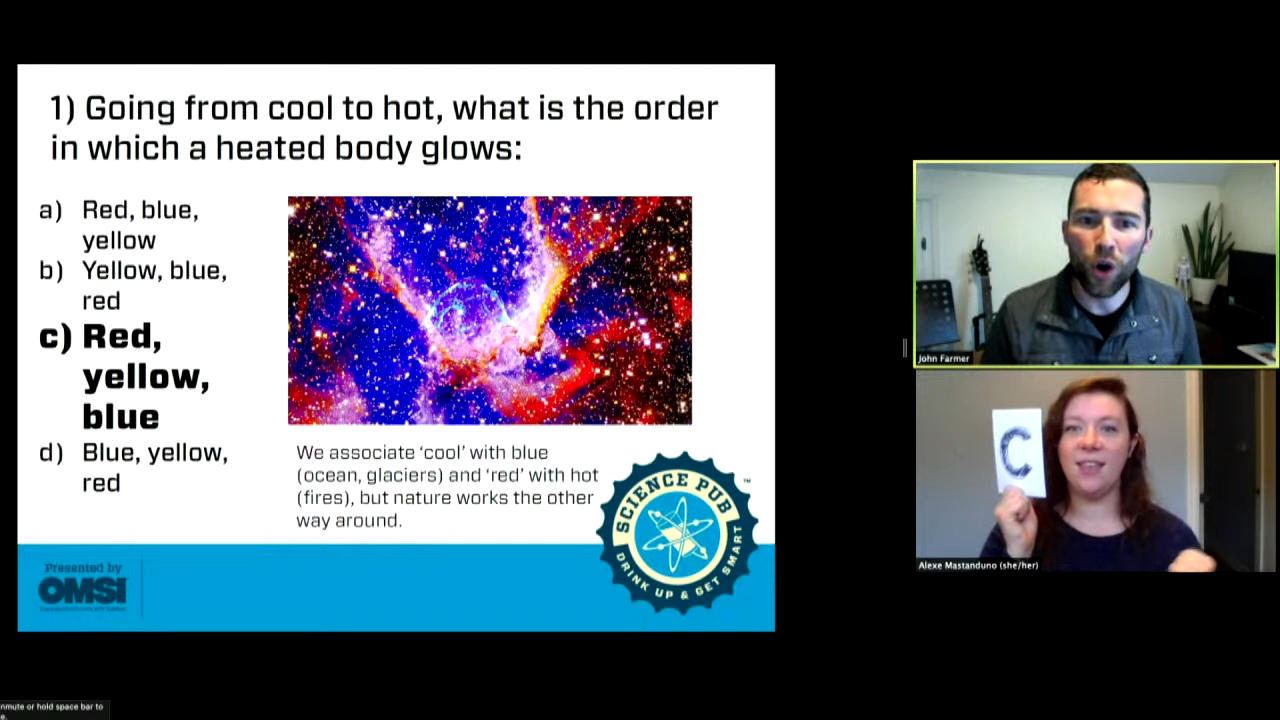 1) Going from cool to hot, what is the order
in which a heated body glows:
a) Red, blue,
yellow
b) Yellow, blue,
red
c) Red,
yellow,
blue
d) Blue, yellow,
red
We associate ‘cool’ with blue
(ocean, glaciers) and ‘red’ with hot
(fires), but nature works the other
way around.
SCIENCE PUB
DRINK UP & GET SMART
™
Presented by
OMSI
John Farmer
C
Alexe Mastanduno (she/her)
nmute or hold space bar to
e.